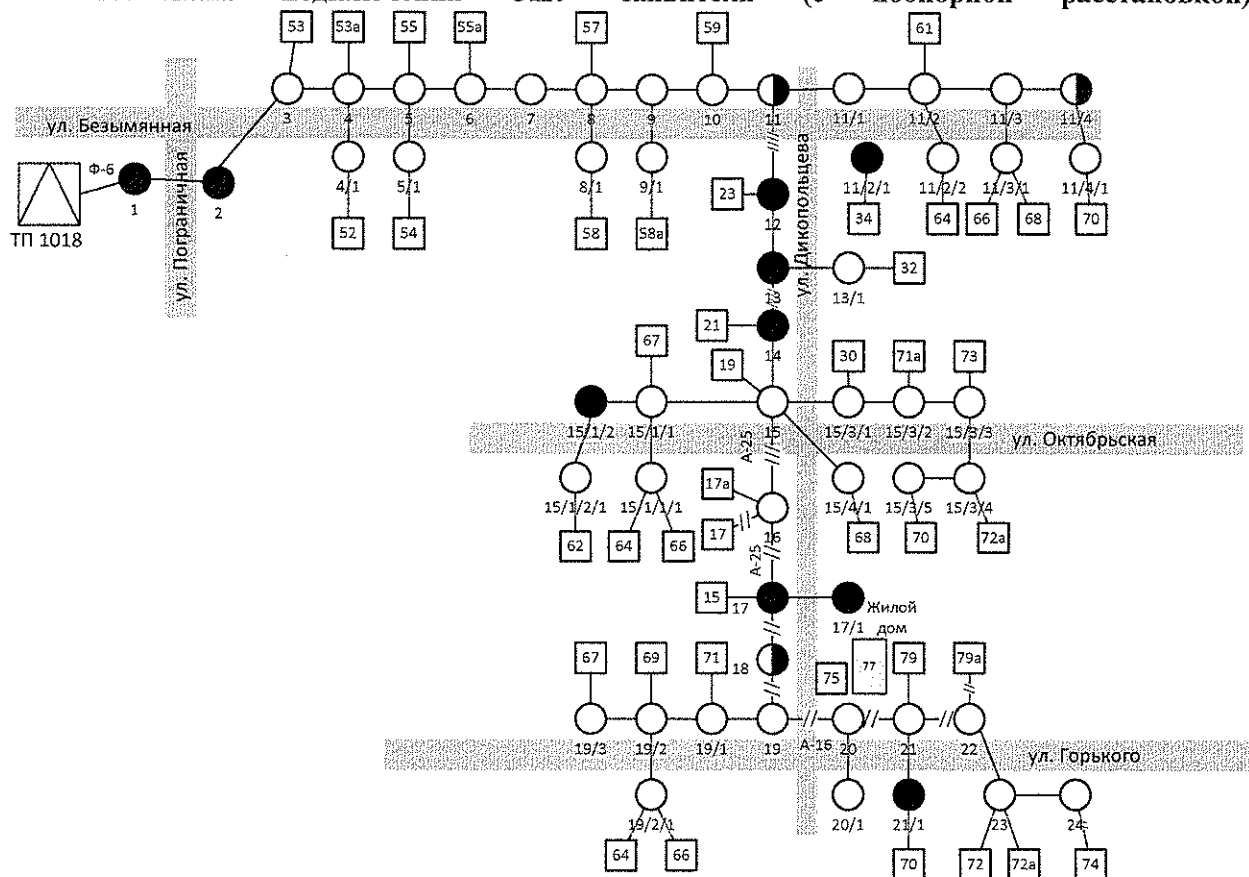 (с поопорной расстановкой)
53 53а 55 55а 57 59 61
3 4 5 6 7 8 9 10 11 11/1 11/2 11/3 11/4
ул. Безымянная
Ф-6
ТП 1018
1 2
ул. Пограничная
4/1 5/1 8/1 9/1
52 54 58 58а
23
12
ул. Дикопольцева
11/2/1 11/2/2 11/3/1 11/4/1
34 64 66 68 70
13 13/1 32
21
14
67 19 30 71а 73
15/1/2 15/1/1 15 15/3/1 15/3/2 15/3/3
ул. Октябрьская
А-25
15/1/2/1 15/1/1/1 15/4/1 15/3/5 15/3/4
62 64 66 68 70 72а
17а
17
16
А-25
15 17 17/1
Жилой
дом
18
67 69 71 75 77 79 79а
19/3 19/2 19/1 19 20 21 22
А-16
ул. Горького
19/2/1 20/1 21/1 23 24
64 66 70 72 72а 74